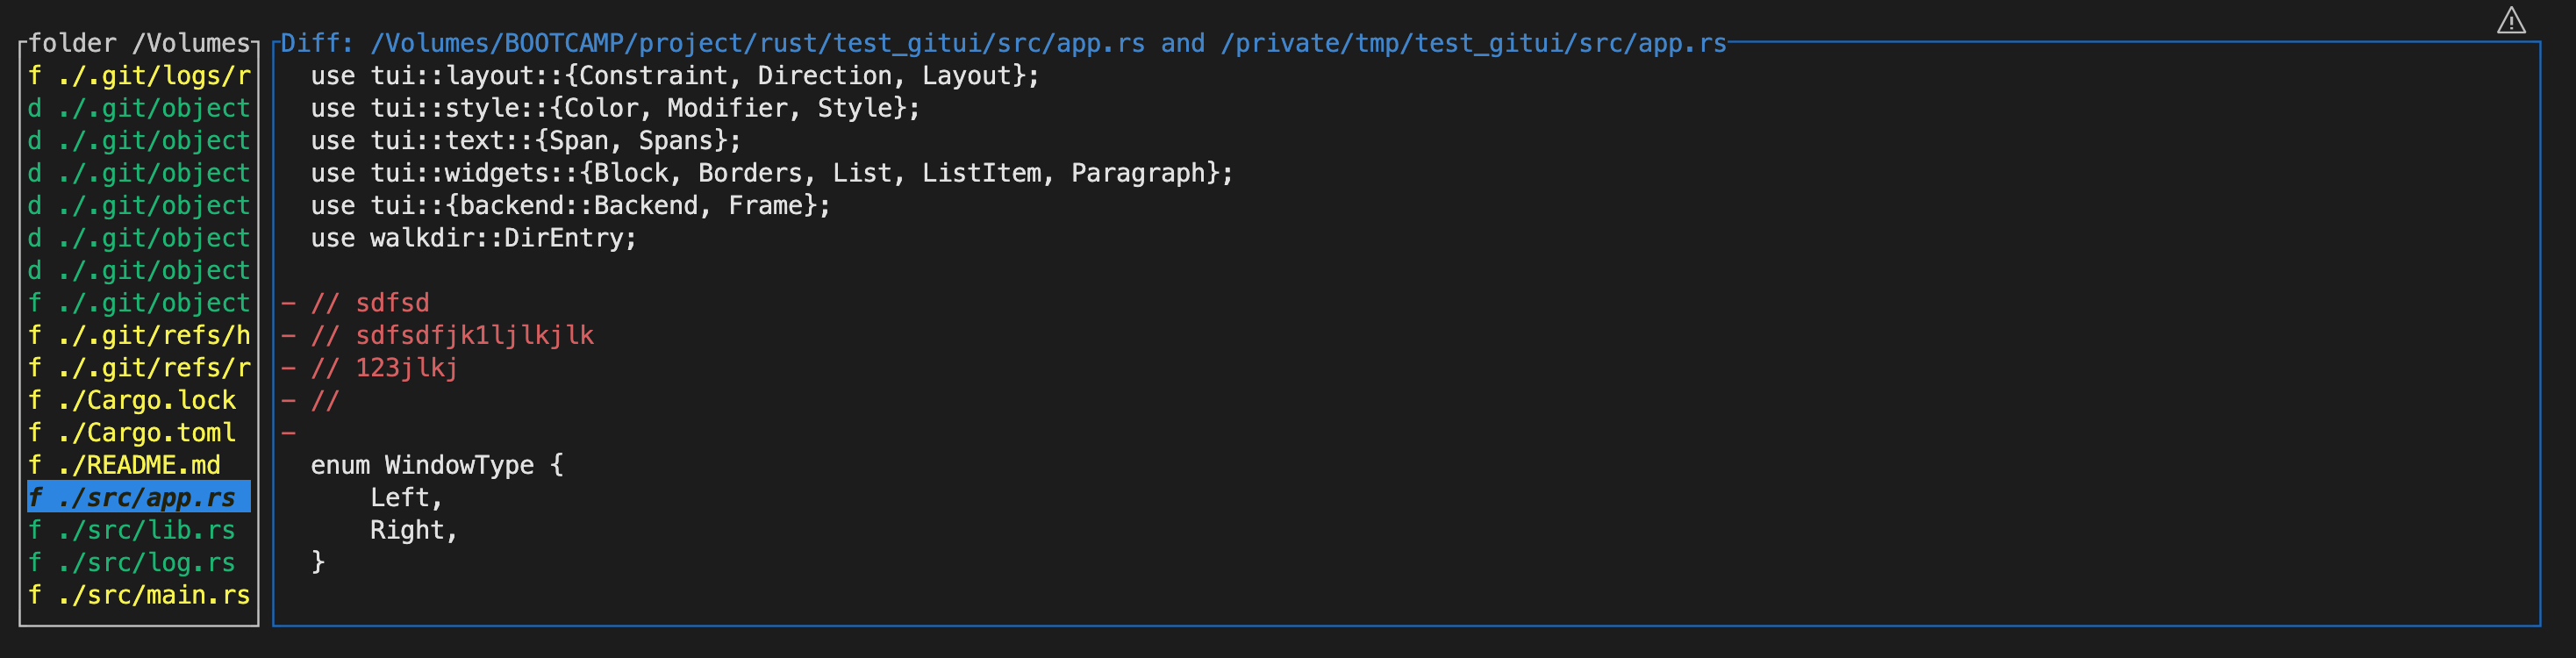 folder /Volumes
f ./.git/logs/r
d ./.git/object
d ./.git/object
d ./.git/object
d ./.git/object
d ./.git/object
d ./.git/object
f ./.git/object
f ./.git/refs/h
f ./.git/refs/r
f ./Cargo.lock
f ./Cargo.toml
f ./README.md
f ./src/app.rs
f ./src/lib.rs
f ./src/log.rs
f ./src/main.rs
Diff: /Volumes/BOOTCAMP/project/rust/test_gitui/src/app.rs and /private/tmp/test_gitui/src/app.rs
use tui::layout::{Constraint, Direction, Layout};
use tui::style::{Color, Modifier, Style};
use tui::text::{Span, Spans};
use tui::widgets::{Block, Borders, List, ListItem, Paragraph};
use tui::{backend::Backend, Frame};
use walkdir::DirEntry;
- // sdfsd
- // sdfsdfjk1ljlkjlk
- // 123jlkj
- //
-
enum WindowType {
    Left,
    Right,
}